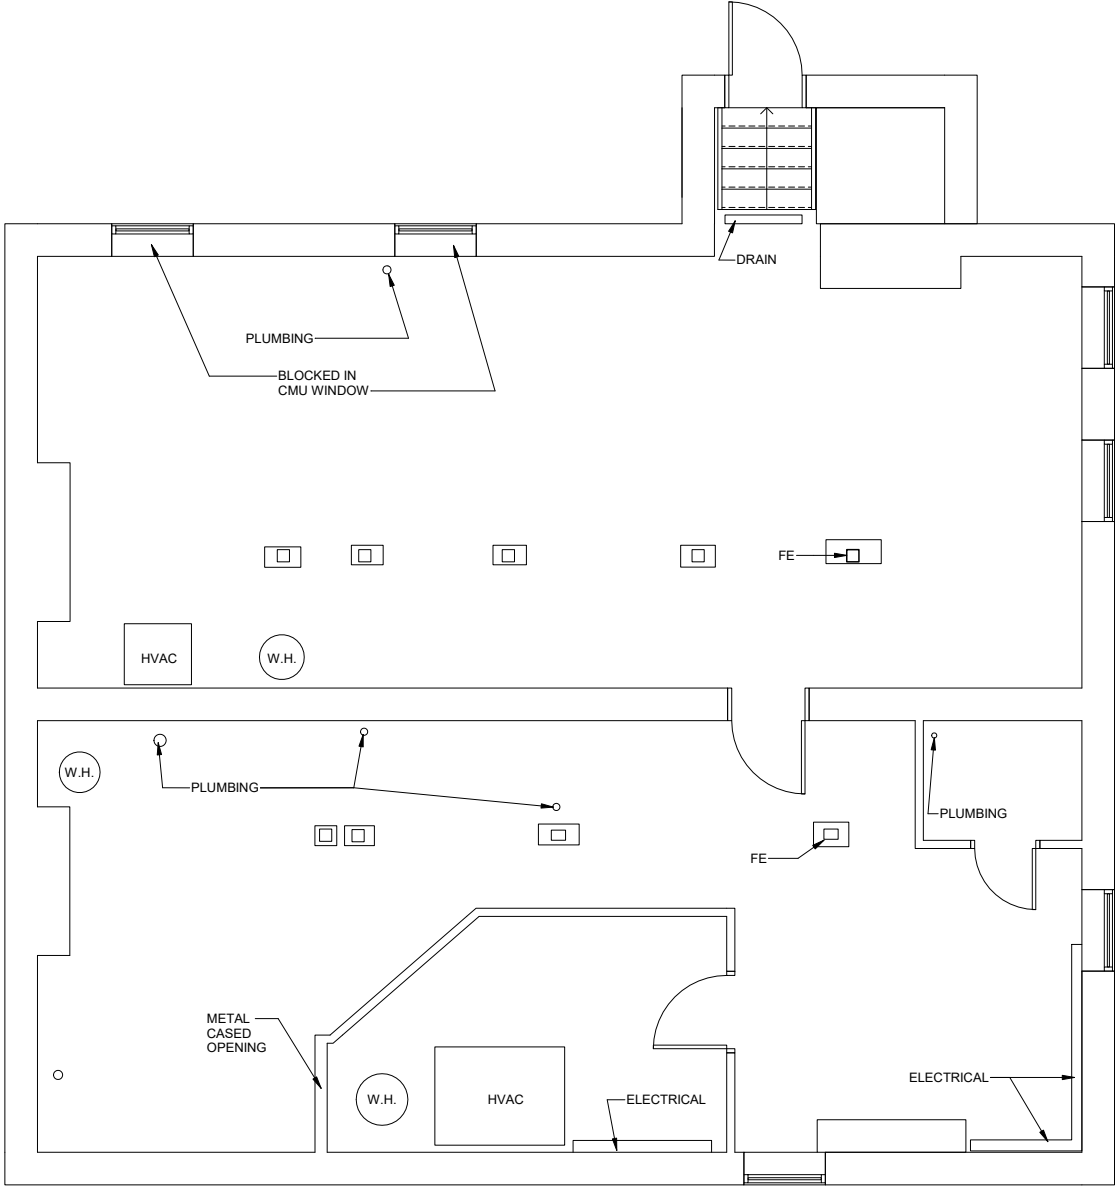 DRAIN
PLUMBING
BLOCKED IN
CMU WINDOW
FE
HVAC
W.H.
W.H.
PLUMBING
PLUMBING
FE
METAL
CASED
OPENING
ELECTRICAL
W.H.
HVAC
ELECTRICAL